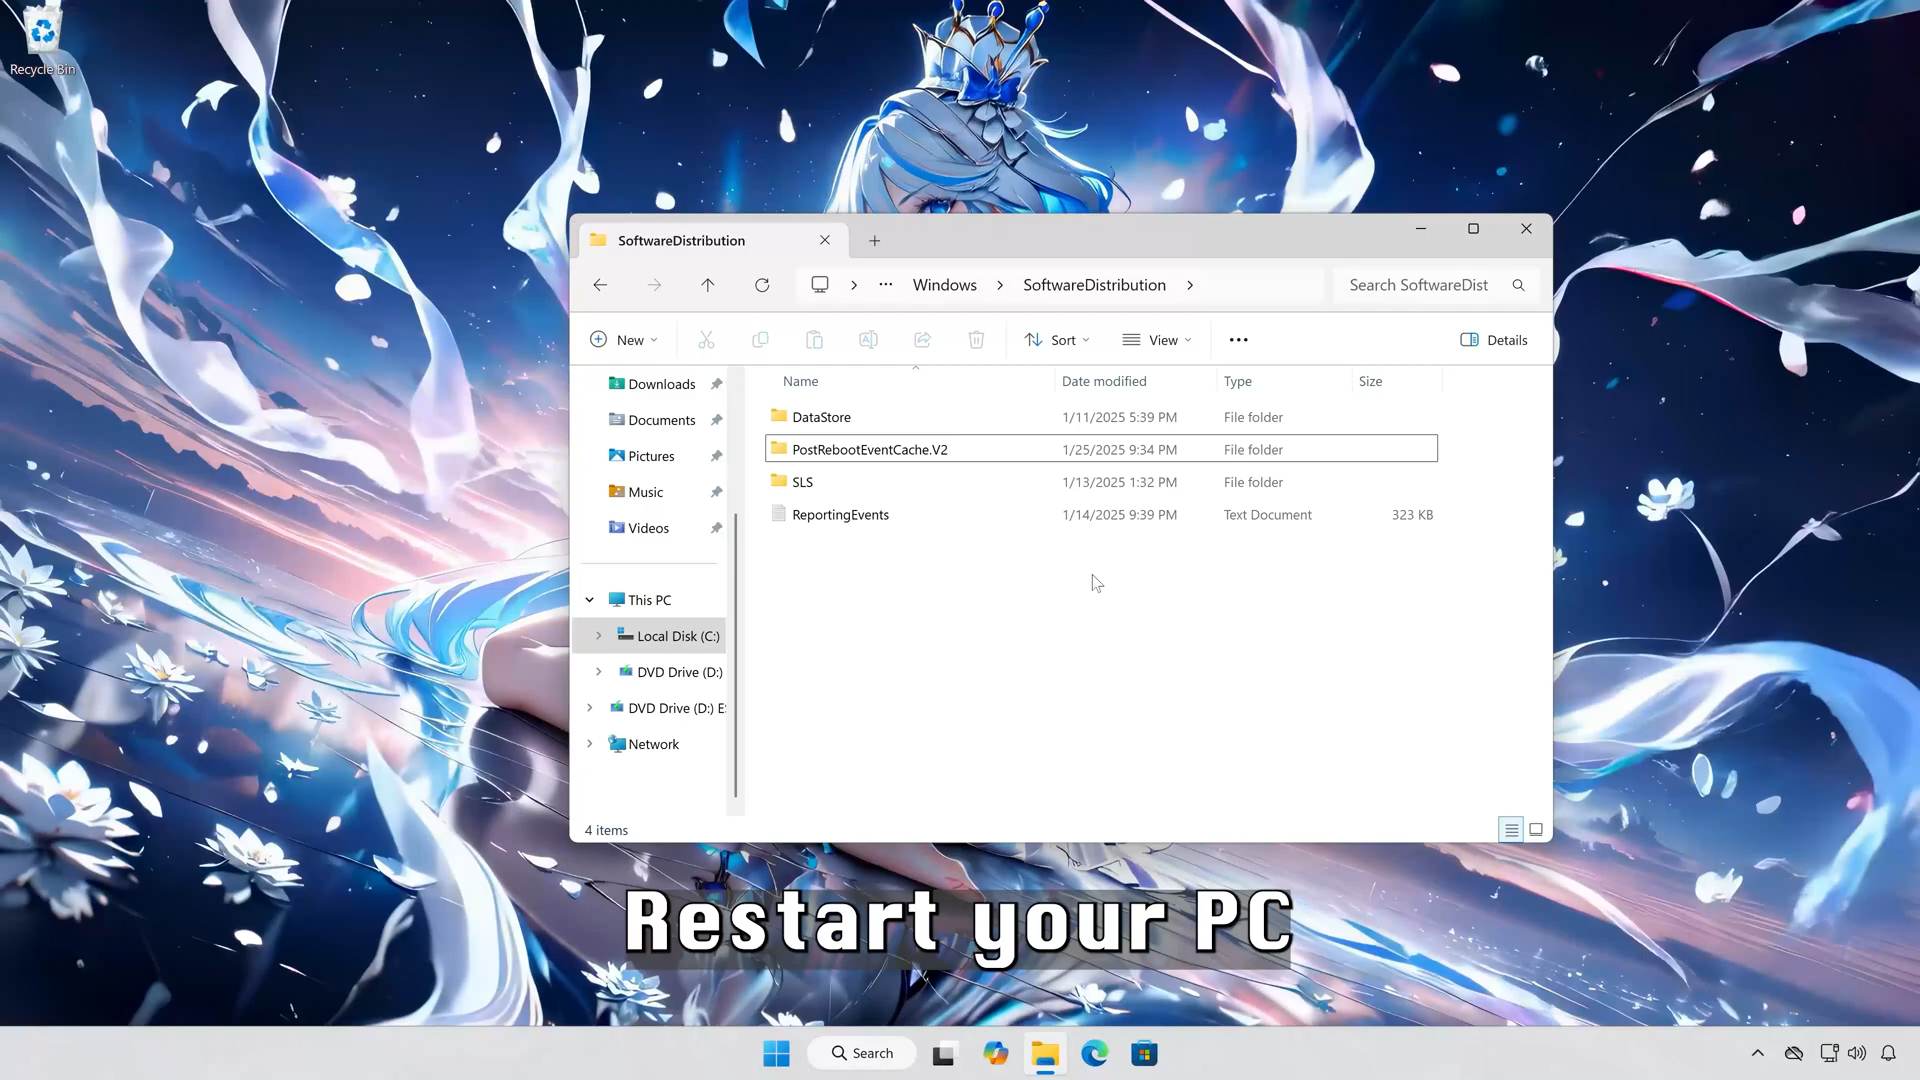 Recycle Bin
SoftwareDistribution
Windows
SoftwareDistribution
Search SoftwareDist
New
Sort
View
Details
Name Date modified Type Size
DataStore 1/11/2025 5:39 PM File folder
PostRebootEventCache.V2 1/25/2025 9:34 PM File folder
SLS 1/13/2025 1:32 PM File folder
ReportingEvents 1/14/2025 9:39 PM Text Document 323 KB
Downloads
Documents
Pictures
Music
Videos
This PC
Local Disk (C:)
DVD Drive (D:)
DVD Drive (D:) E
Network
4 items
Restart your PC
Search